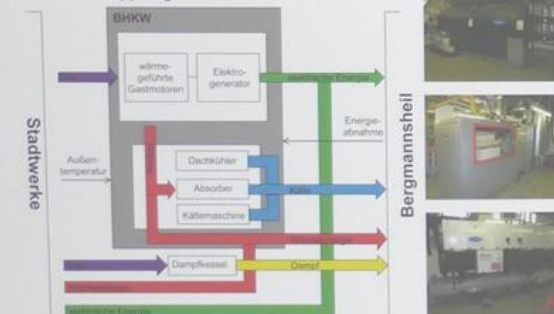 BHKW
wärme-
geführte
Gastmotoren
Elektro-
generator
elektrische Energie
Energie-
abnahme
Stadtwerke
Außen-
temperatur
Dachkühler
Absorber
Kälte
Kältemaschine
Bergmannsheil
Dampfkessel
Dampf
elektrische Energie